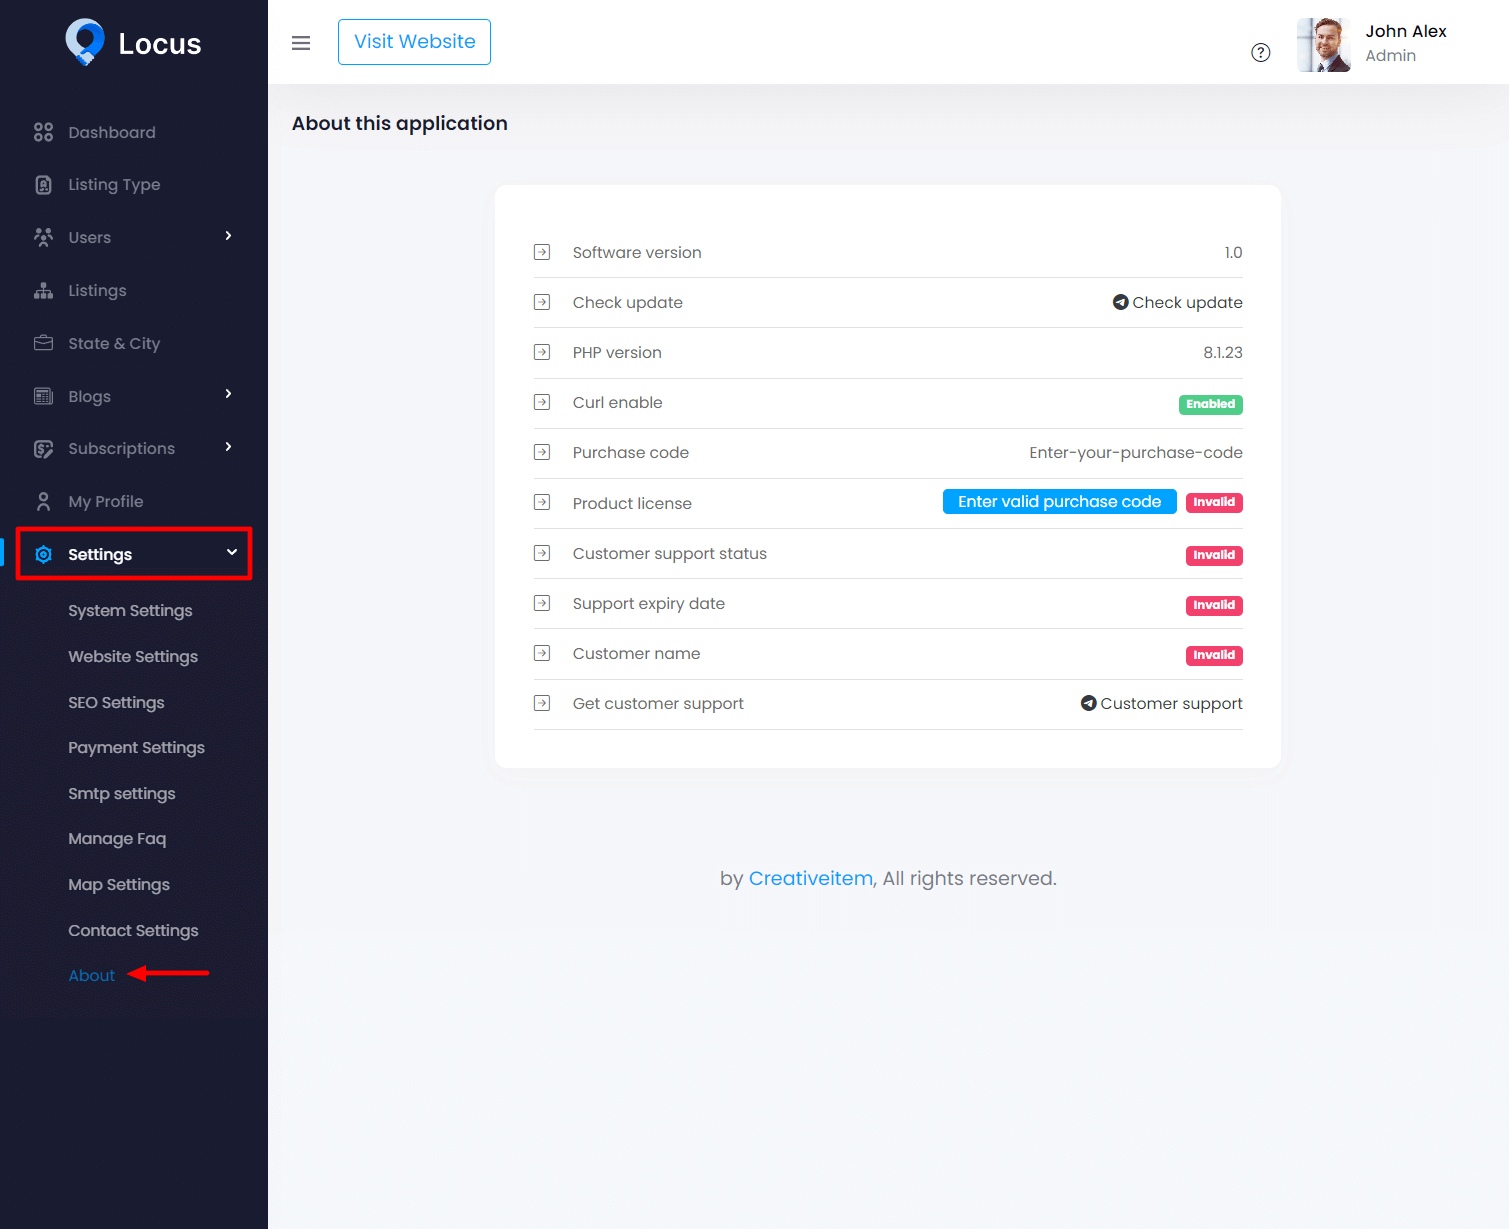 Locus
Visit Website
John Alex
Admin
Dashboard
Listing Type
Users
Listings
State & City
Blogs
Subscriptions
My Profile
Settings
System Settings
Website Settings
SEO Settings
Payment Settings
Smtp settings
Manage Faq
Map Settings
Contact Settings
About
About this application
Software version 1.0
Check update Check update
PHP version 8.1.23
Curl enable Enabled
Purchase code Enter-your-purchase-code
Product license Enter valid purchase code Invalid
Customer support status Invalid
Support expiry date Invalid
Customer name Invalid
Get customer support Customer support
by Creativeitem, All rights reserved.